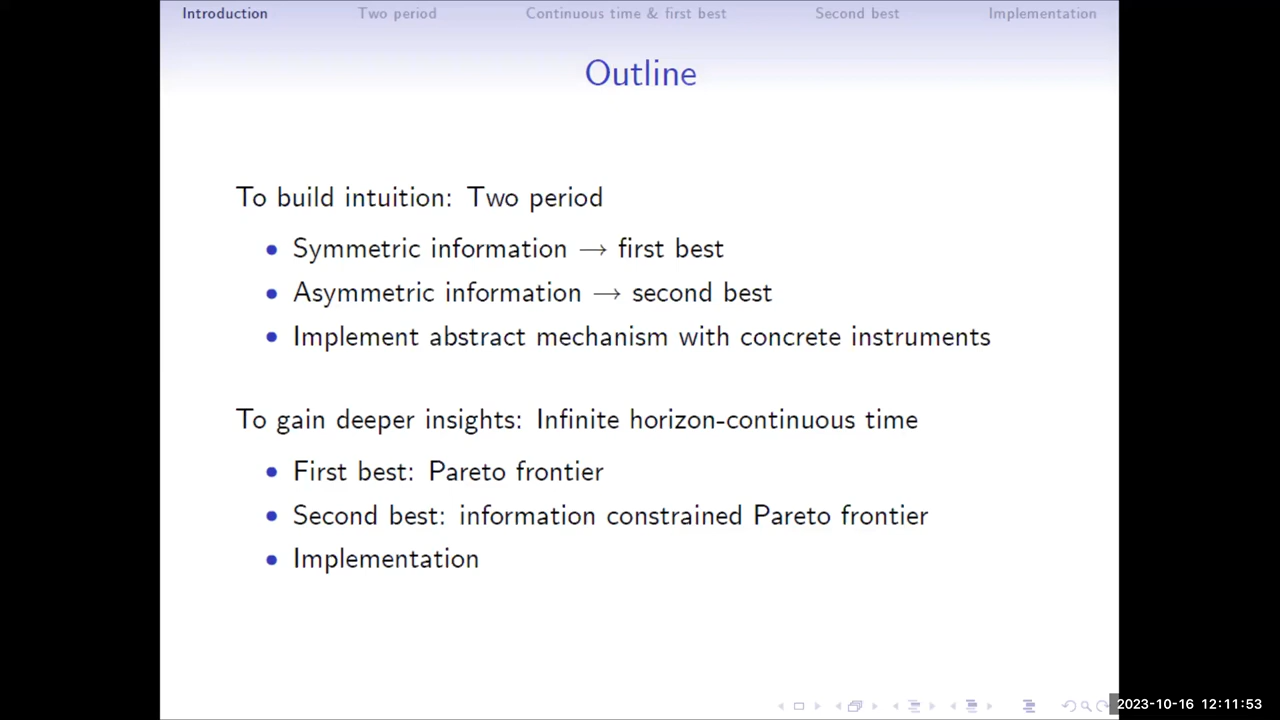 Introduction Two period Continuous time & first best Second best Implementation
Outline
To build intuition: Two period
• Symmetric information → first best
• Asymmetric information → second best
• Implement abstract mechanism with concrete instruments
To gain deeper insights: Infinite horizon-continuous time
• First best: Pareto frontier
• Second best: information constrained Pareto frontier
• Implementation
2023-10-16 12:11:53